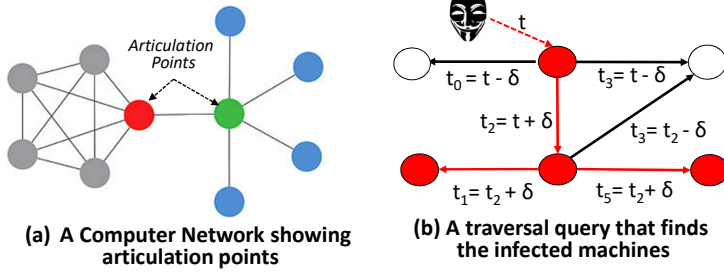 Articulation
Points
(a) A Computer Network showing
articulation points
t
t₀ = t - δ
t₃= t - δ
t₂ = t + δ
t₃= t₂ - δ
t₁= t₂ + δ
t₅= t₂+ δ
(b) A traversal query that finds
the infected machines